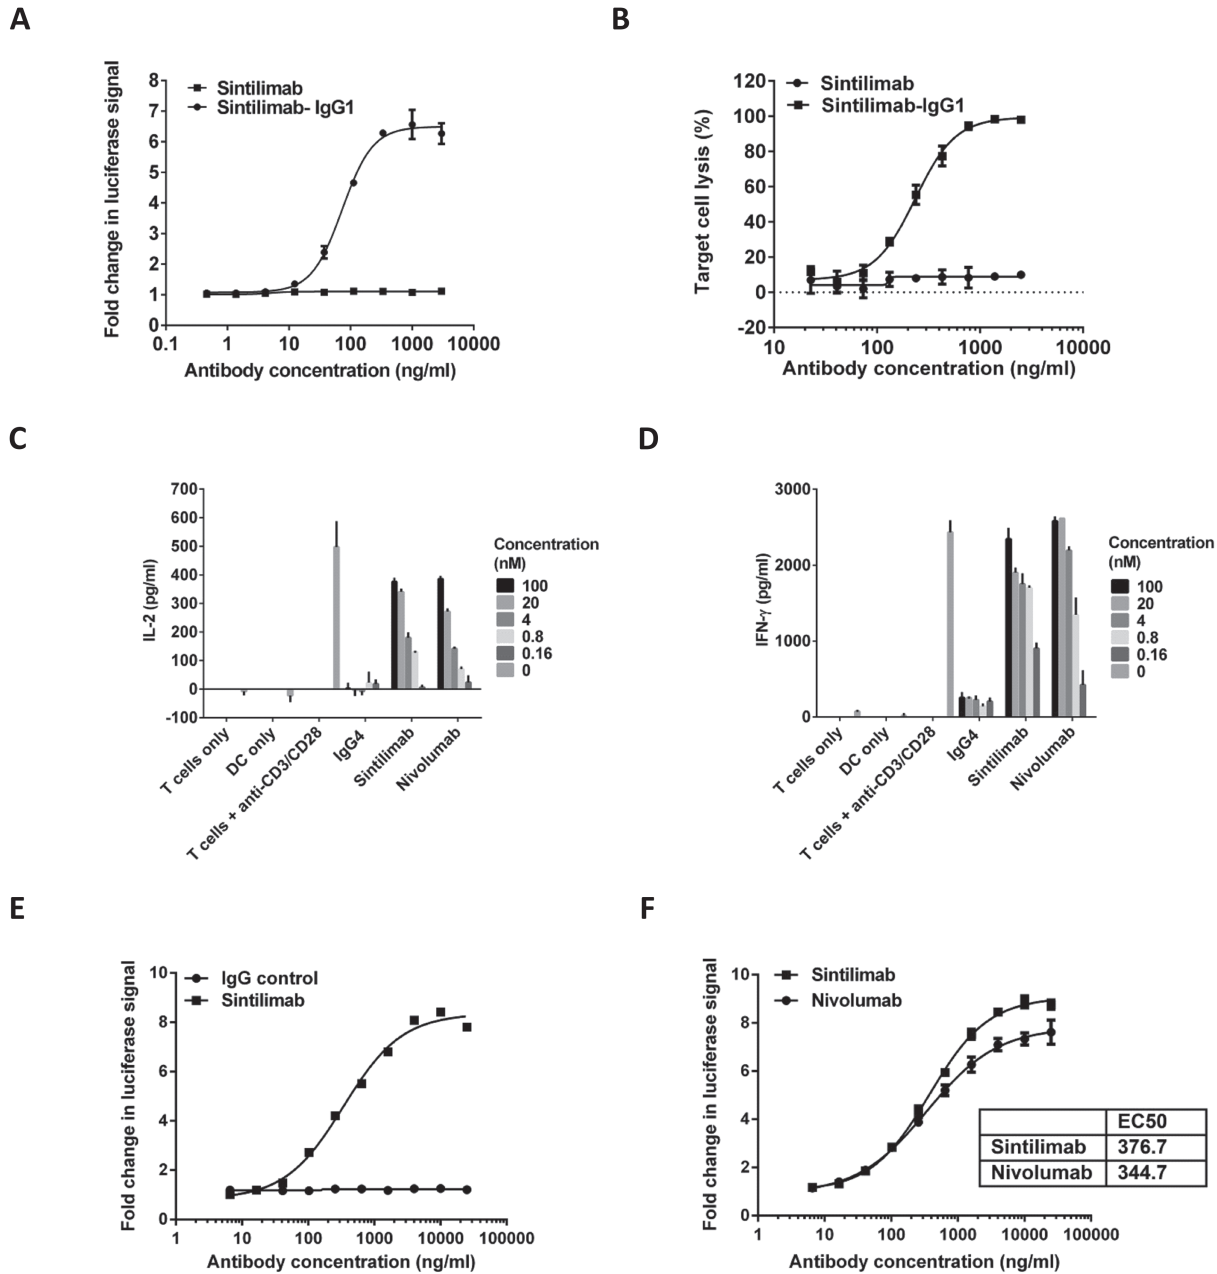 A
Fold change in luciferase signal
8
7
6
5
4
3
2
1
0
Sintilimab
Sintilimab- IgG1
0.1
1
10
100
1000
10000
Antibody concentration (ng/ml)
B
Target cell lysis (%)
120
100
80
60
40
20
0
-20
Sintilimab
Sintilimab-IgG1
10
100
1000
10000
Antibody concentration (ng/ml)
C
IL-2 (pg/ml)
700
600
500
400
300
200
100
0
-100
T cells only
DC only
T cells + anti-CD3/CD28
IgG4
Sintilimab
Nivolumab
Concentration
(nM)
100
20
4
0.8
0.16
0
D
IFN-γ (pg/ml)
3000
2000
1000
0
T cells only
DC only
T cells + anti-CD3/CD28
IgG4
Sintilimab
Nivolumab
Concentration
(nM)
100
20
4
0.8
0.16
0
E
Fold change in luciferase signal
10
8
6
4
2
0
IgG control
Sintilimab
1
10
100
1000
10000
100000
Antibody concentration (ng/ml)
F
Fold change in luciferase signal
10
8
6
4
2
0
Sintilimab
Nivolumab
EC50
Sintilimab 376.7
Nivolumab 344.7
1
10
100
1000
10000
100000
Antibody concentration (ng/ml)